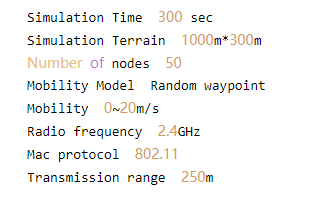 Simulation Time 300 sec
Simulation Terrain 1000m*300m
Number of nodes 50
Mobility Model Random waypoint
Mobility 0~20m/s
Radio frequency 2.4GHz
Mac protocol 802.11
Transmission range 250m